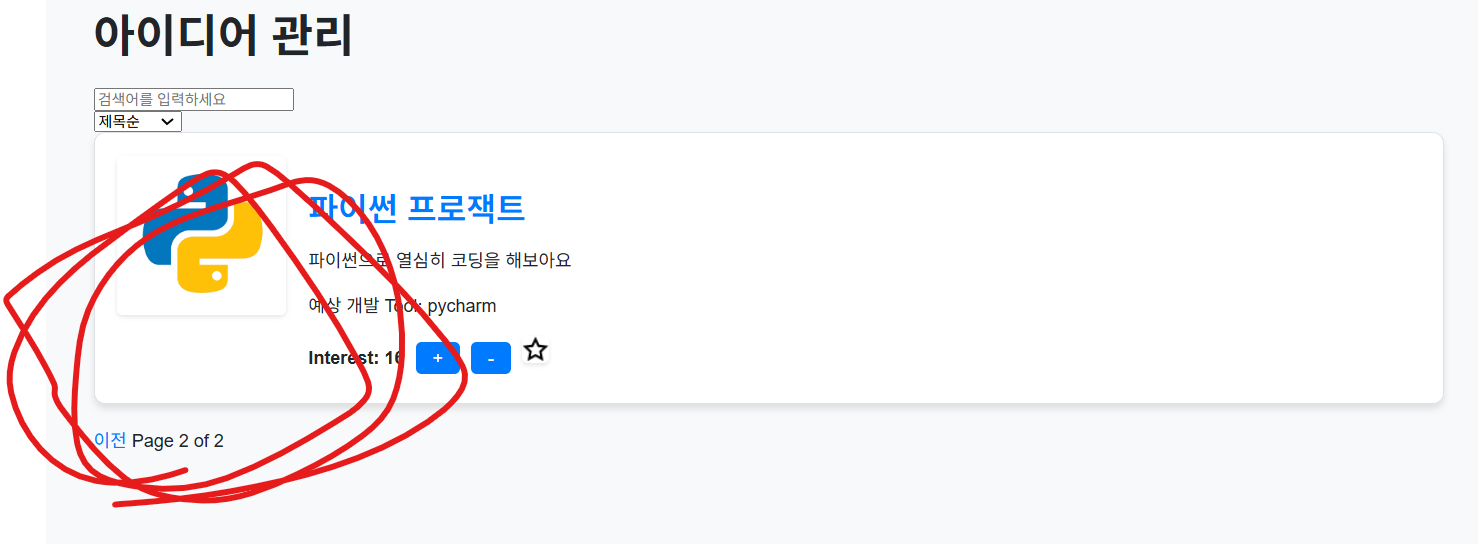 아이디어 관리
검색어를 입력하세요
제목순
파이썬 프로잭트
파이썬으로 열심히 코딩을 해보아요
예상 개발 Tool: pycharm
Interest: 16 + -
이전 Page 2 of 2